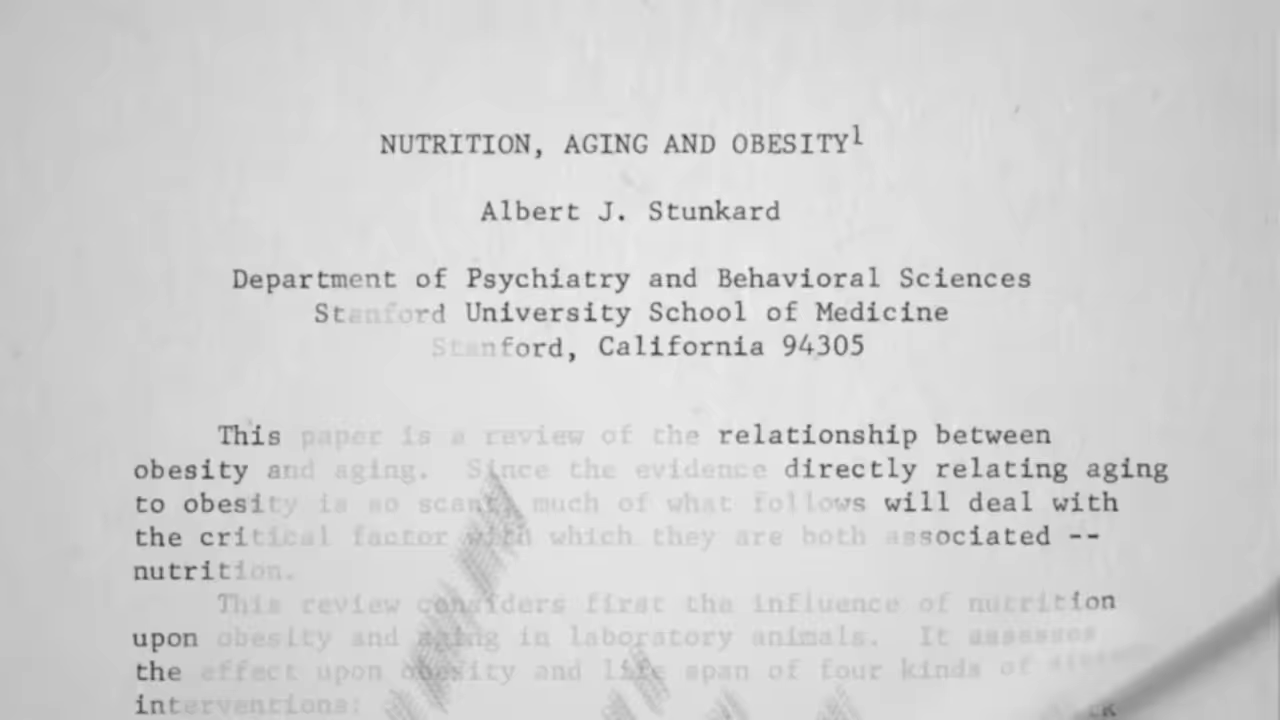 NUTRITION, AGING AND OBESITY¹
Albert J. Stunkard
Department of Psychiatry and Behavioral Sciences
Stanford University School of Medicine
Stanford, California 94305
This paper is a review of the relationship between
obesity and aging. Since the evidence directly relating aging
to obesity is so scant, much of what follows will deal with
the critical factor with which they are both associated --
nutrition.
This review considers first the influence of nutrition
upon obesity and aging in laboratory animals. It assesses
the effect upon obesity and life span of four kinds of
interventions: